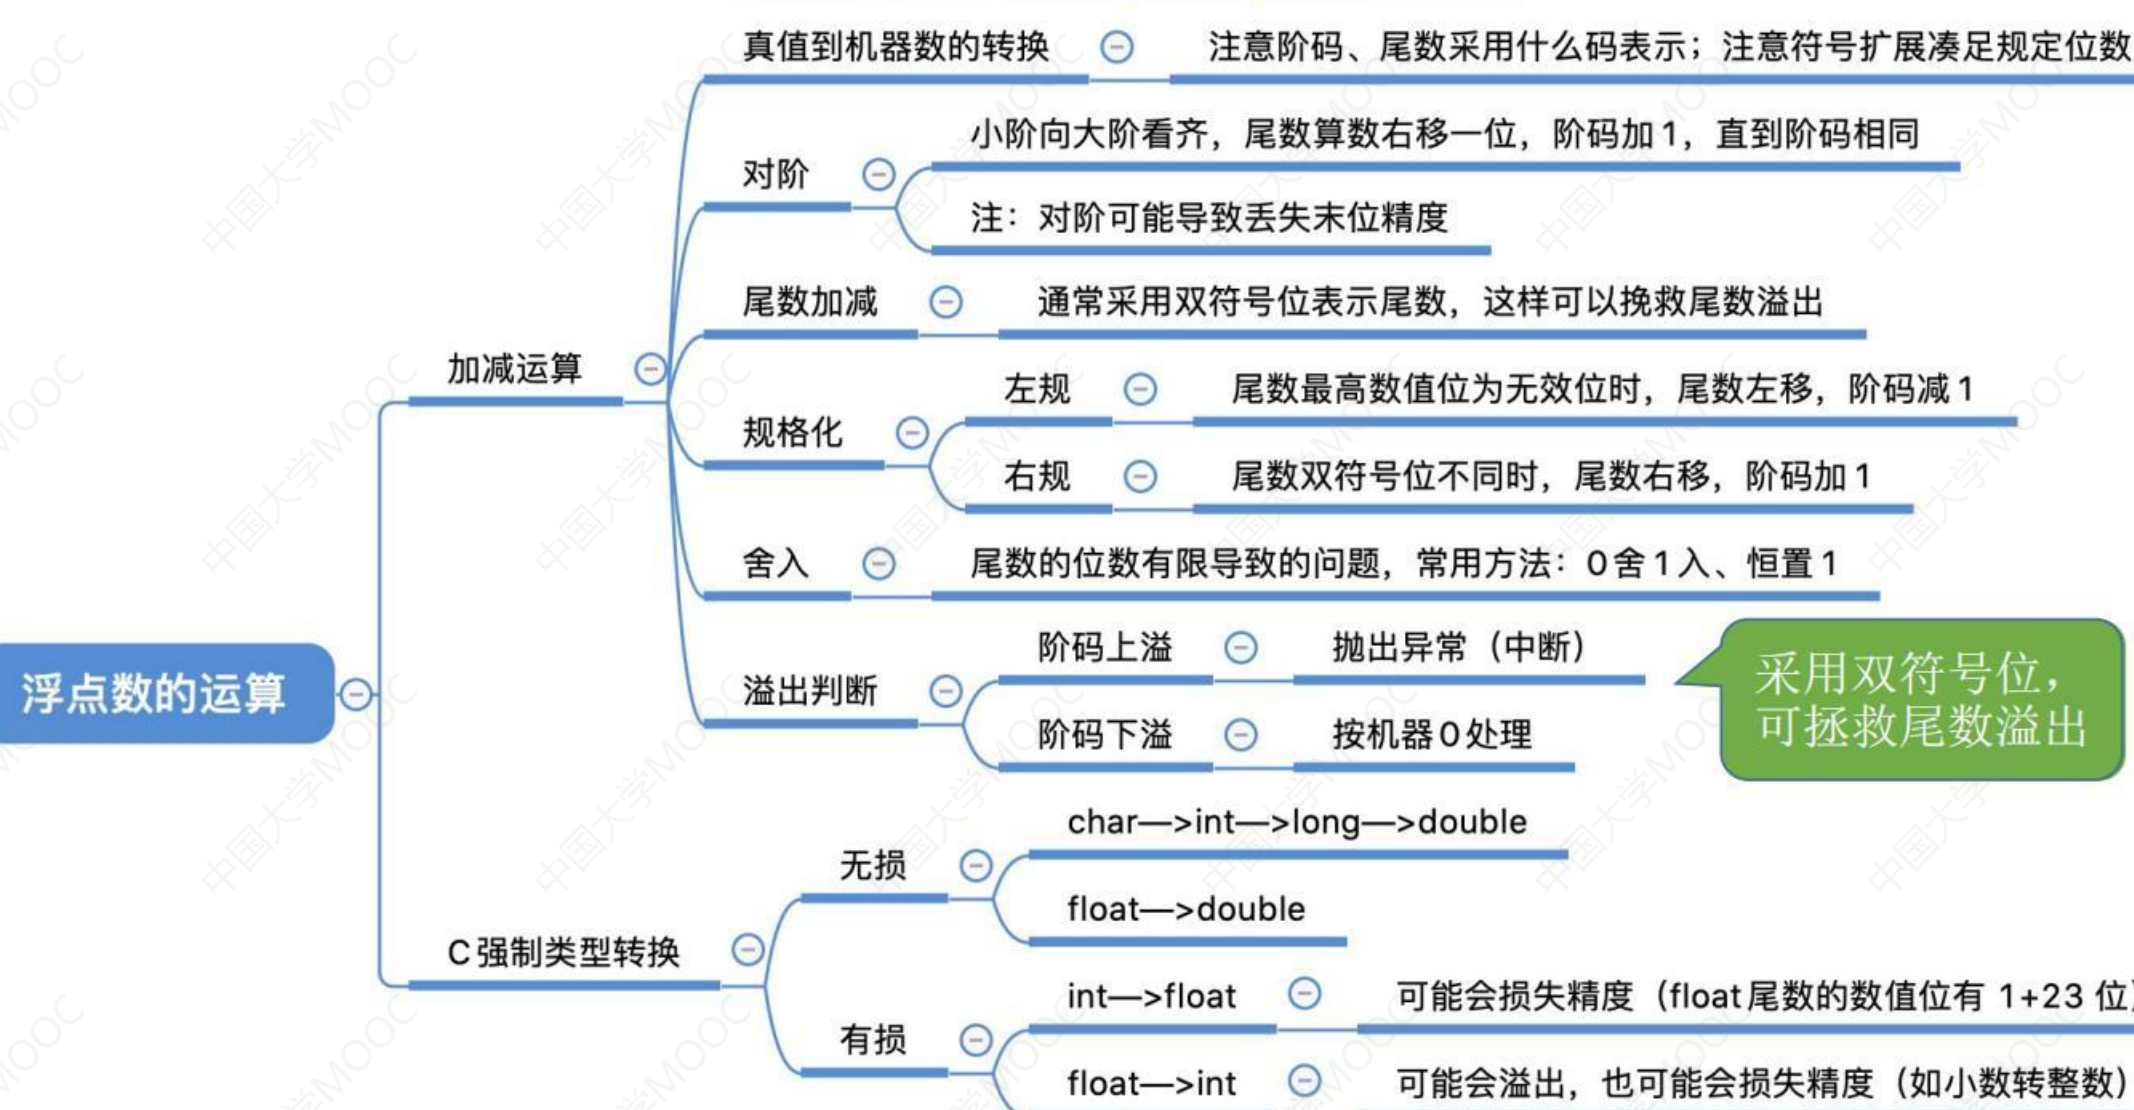 真值到机器数的转换 注意阶码、尾数采用什么码表示；注意符号扩展凑足规定位数
小阶向大阶看齐，尾数算数右移一位，阶码加1，直到阶码相同
对阶
注：对阶可能导致丢失末位精度
尾数加减 通常采用双符号位表示尾数，这样可以挽救尾数溢出
加减运算
左规 尾数最高数值位为无效位时，尾数左移，阶码减1
规格化
右规 尾数双符号位不同时，尾数右移，阶码加1
舍入 尾数的位数有限导致的问题，常用方法：0舍1入、恒置1
阶码上溢 抛出异常（中断）
溢出判断
阶码下溢 按机器0处理
采用双符号位，
可拯救尾数溢出
浮点数的运算
char—>int—>long—>double
无损
float—>double
C强制类型转换
int—>float 可能会损失精度（float尾数的数值位有 1+23 位）
有损
float—>int 可能会溢出，也可能会损失精度（如小数转整数）
中国大学MOOC